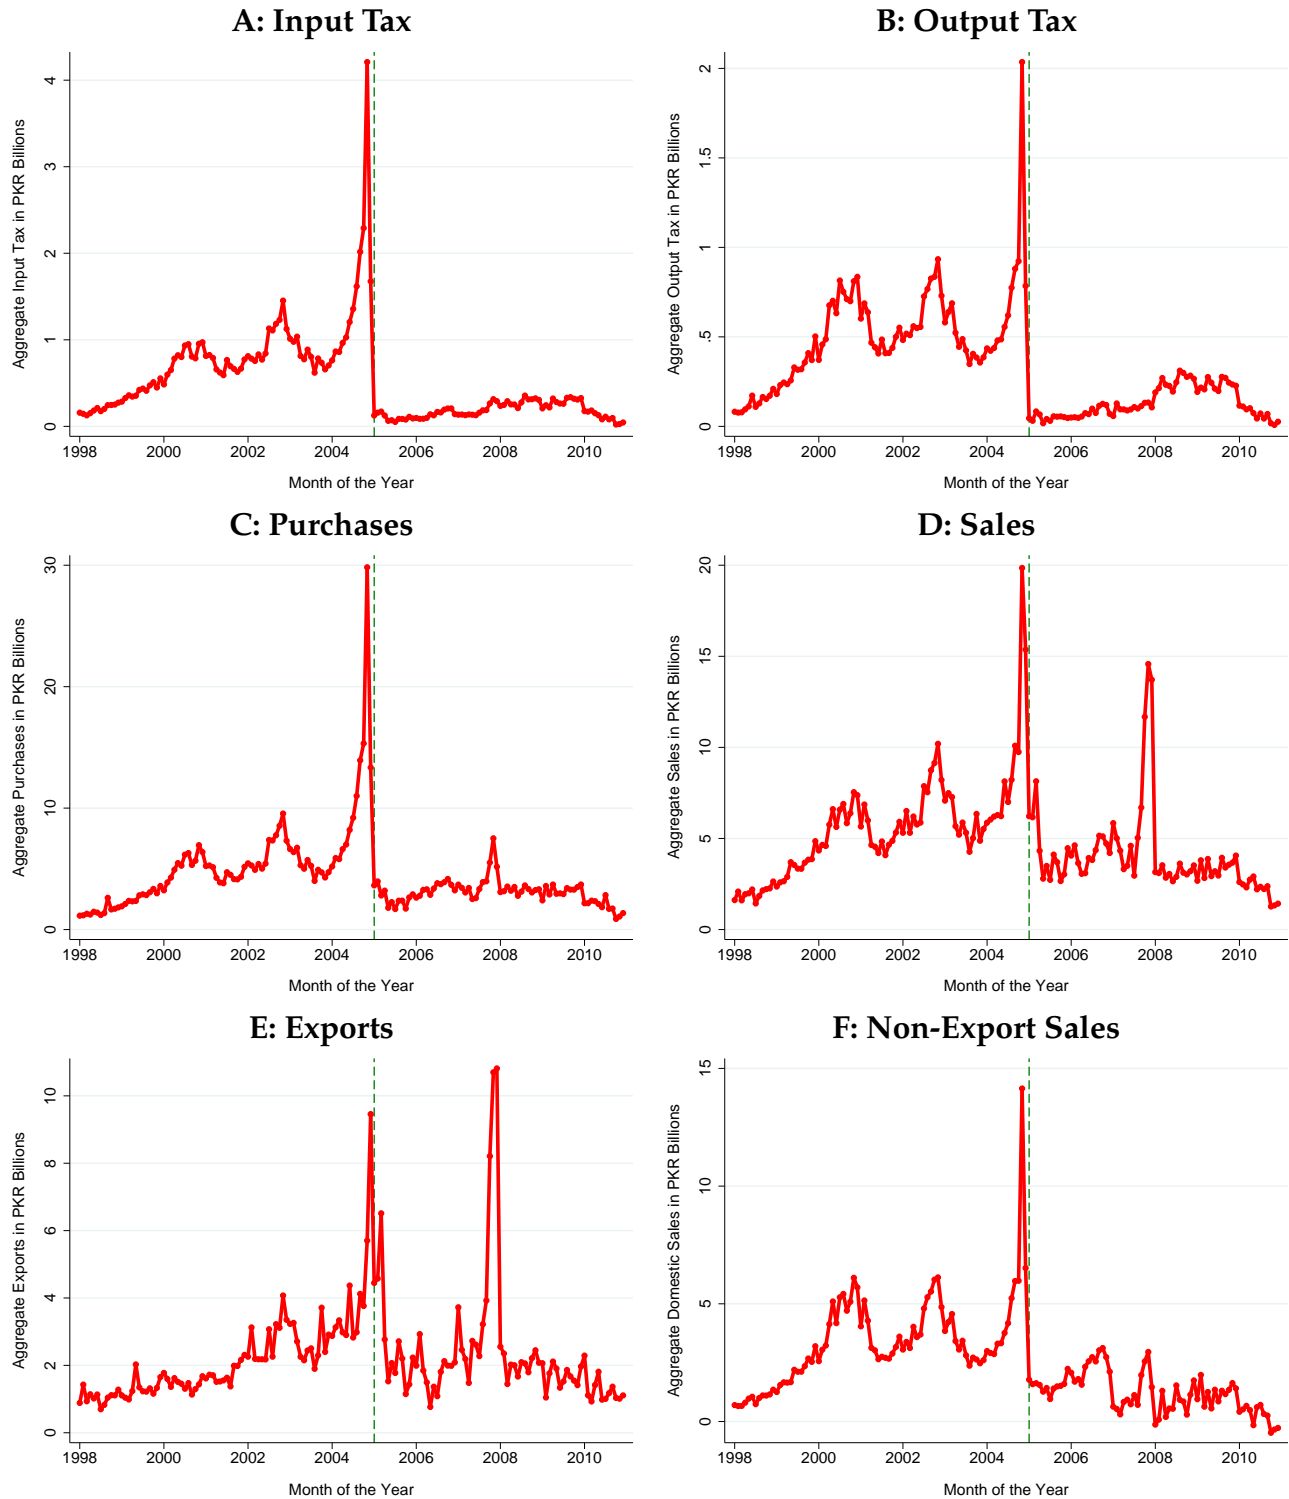 A: Input Tax
Aggregate Input Tax in PKR Billions
4
3
2
1
0
1998 2000 2002 2004 2006 2008 2010
Month of the Year
B: Output Tax
Aggregate Output Tax in PKR Billions
2
1.5
1
.5
0
1998 2000 2002 2004 2006 2008 2010
Month of the Year
C: Purchases
Aggregate Purchases in PKR Billions
30
20
10
0
1998 2000 2002 2004 2006 2008 2010
Month of the Year
D: Sales
Aggregate Sales in PKR Billions
20
15
10
5
0
1998 2000 2002 2004 2006 2008 2010
Month of the Year
E: Exports
Aggregate Exports in PKR Billions
10
8
6
4
2
0
1998 2000 2002 2004 2006 2008 2010
Month of the Year
F: Non-Export Sales
Aggregate Domestic Sales in PKR Billions
15
10
5
0
1998 2000 2002 2004 2006 2008 2010
Month of the Year